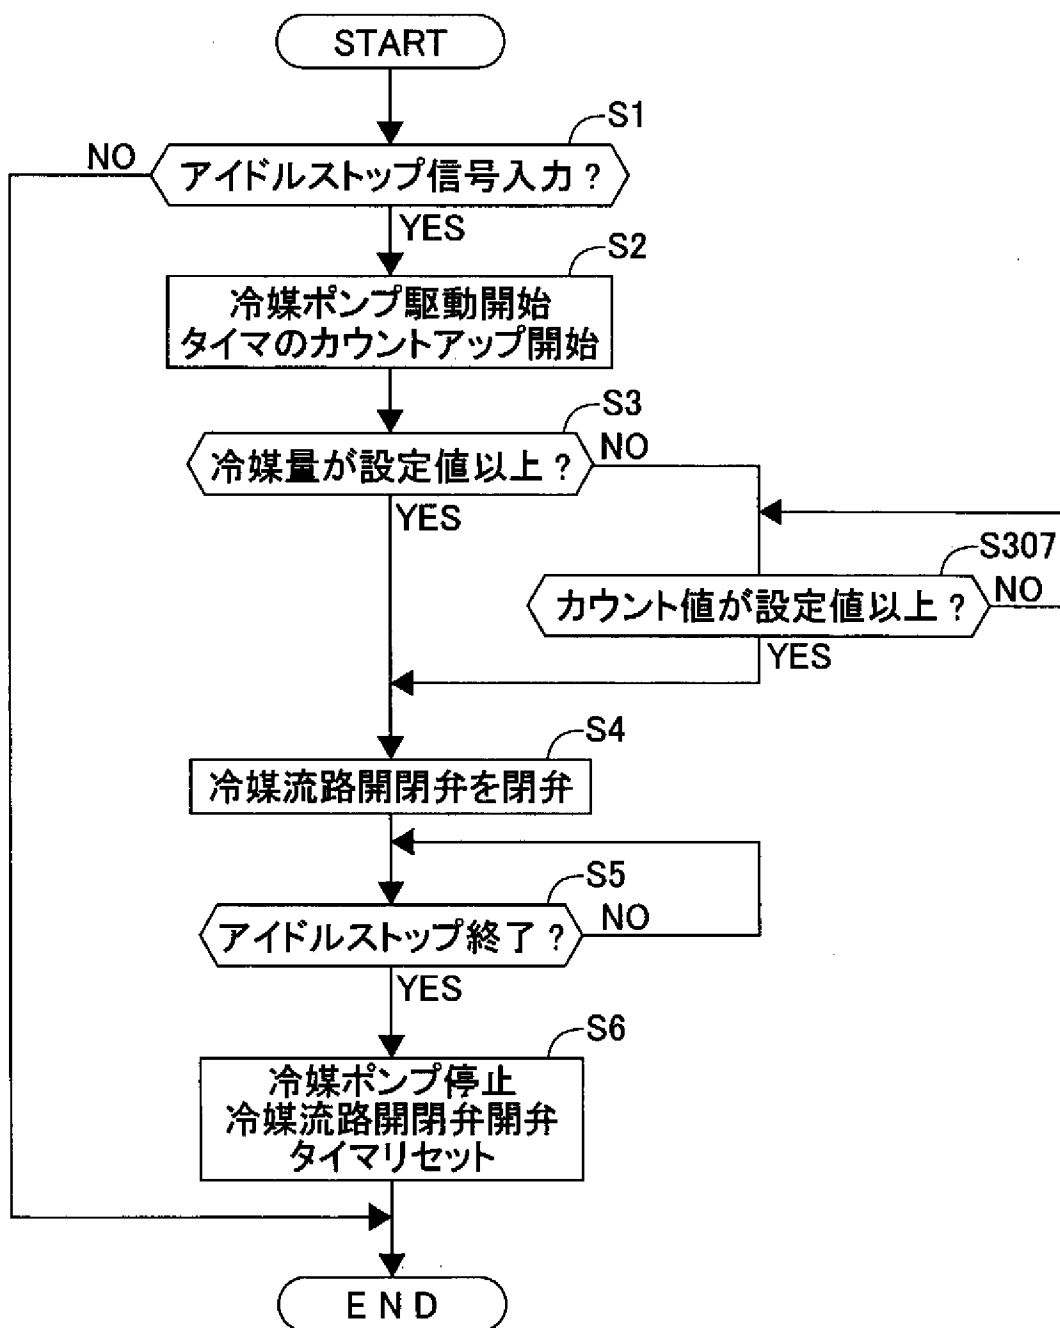 START
S1
NO
アイドルストップ信号入力?
YES
S2
冷媒ポンプ駆動開始
タイマのカウントアップ開始
S3
冷媒量が設定値以上?
NO
YES
S307
カウント値が設定値以上?
NO
YES
S4
冷媒流路開閉弁を閉弁
S5
アイドルストップ終了?
NO
YES
S6
冷媒ポンプ停止
冷媒流路開閉弁開弁
タイマリセット
END